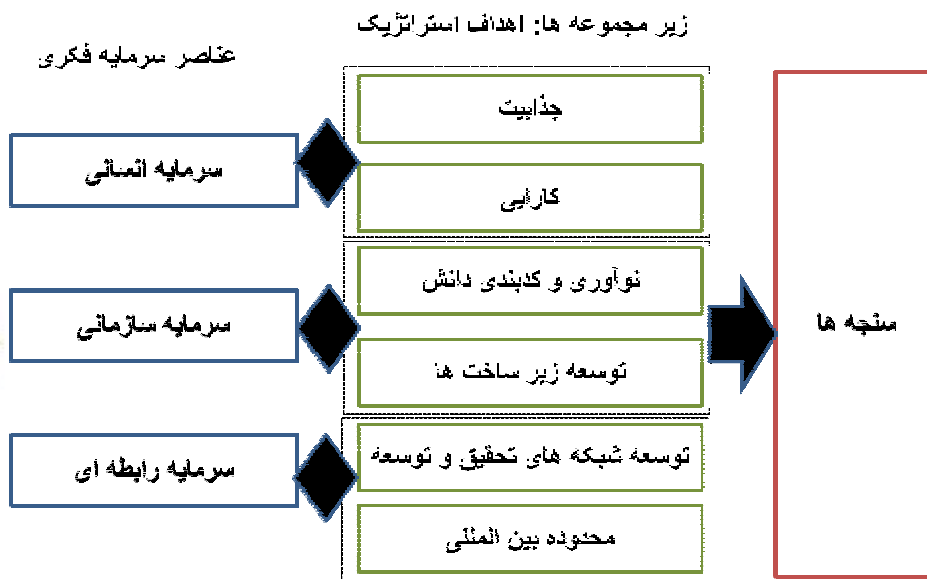 زیر مجموعه ها: اهداف استراتژیک
عناصر سرمایه فکری
جذابیت
سرمایه انسانی
کارایی
نوآوری و کدبندی دانش
سرمایه سازمانی
سنجه ها
توسعه زیر ساخت ها
توسعه شبکه های تحقیق و توسعه
سرمایه رابطه ای
محدوده بین المللی